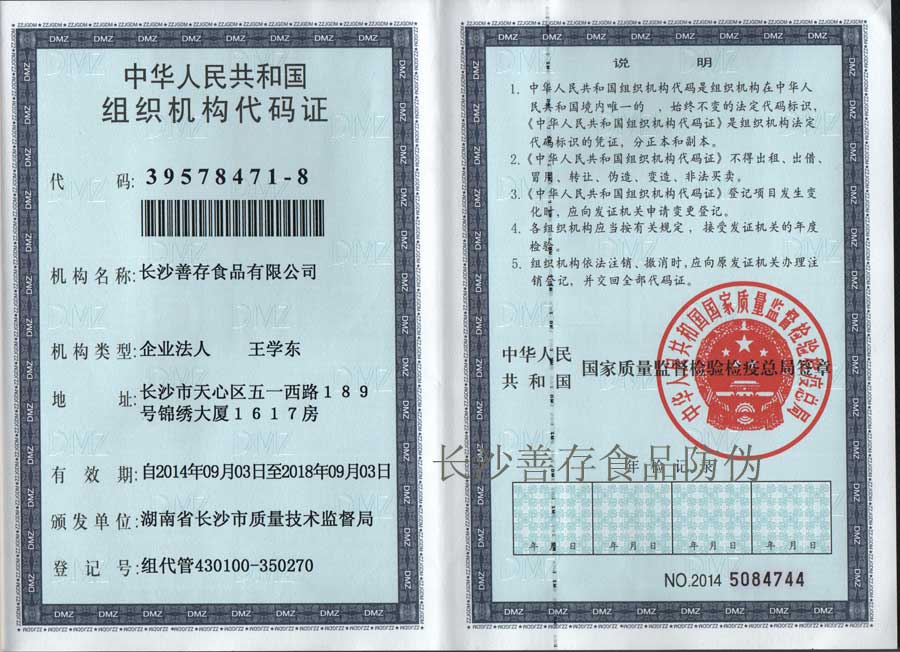 中华人民共和国
组织机构代码证
代 码: 39578471-8
机构名称: 长沙善存食品有限公司
机构类型: 企业法人 王学东
地 址: 长沙市天心区五一西路189
号锦绣大厦1617房
有 效 期: 自2014年09月03日至2018年09月03日
颁发单位: 湖南省长沙市质量技术监督局
登 记 号: 组代管430100-350270
说 明
1. 中华人民共和国组织机构代码是组织机构在中华人
民共和国境内唯一的 ,始终不变的法定代码标识,
《中华人民共和国组织机构代码证》是组织机构法定
代码标识的凭证,分正本和副本。
2.《中华人民共和国组织机构代码证》不得出租、出借、
冒用、转让、伪造、变造、非法买卖。
3.《中华人民共和国组织机构代码证》登记项目发生变
化时,应向发证机关申请变更登记。
4. 各组织机构应当按有关规定,接受发证机关的年度
检验。
5. 组织机构依法注销、撤消时,应向原发证机关办理注
销登记,并交回全部代码证。
中华人民
共和国 国家质量监督检验检疫总局签章
中华人民共和国国家质量监督检验检疫总局
长沙善存食品防伪
年检记录
年 月 日 年 月 日 年 月 日 年 月 日
NO.2014 5084744
DMZ
ZZJGDM